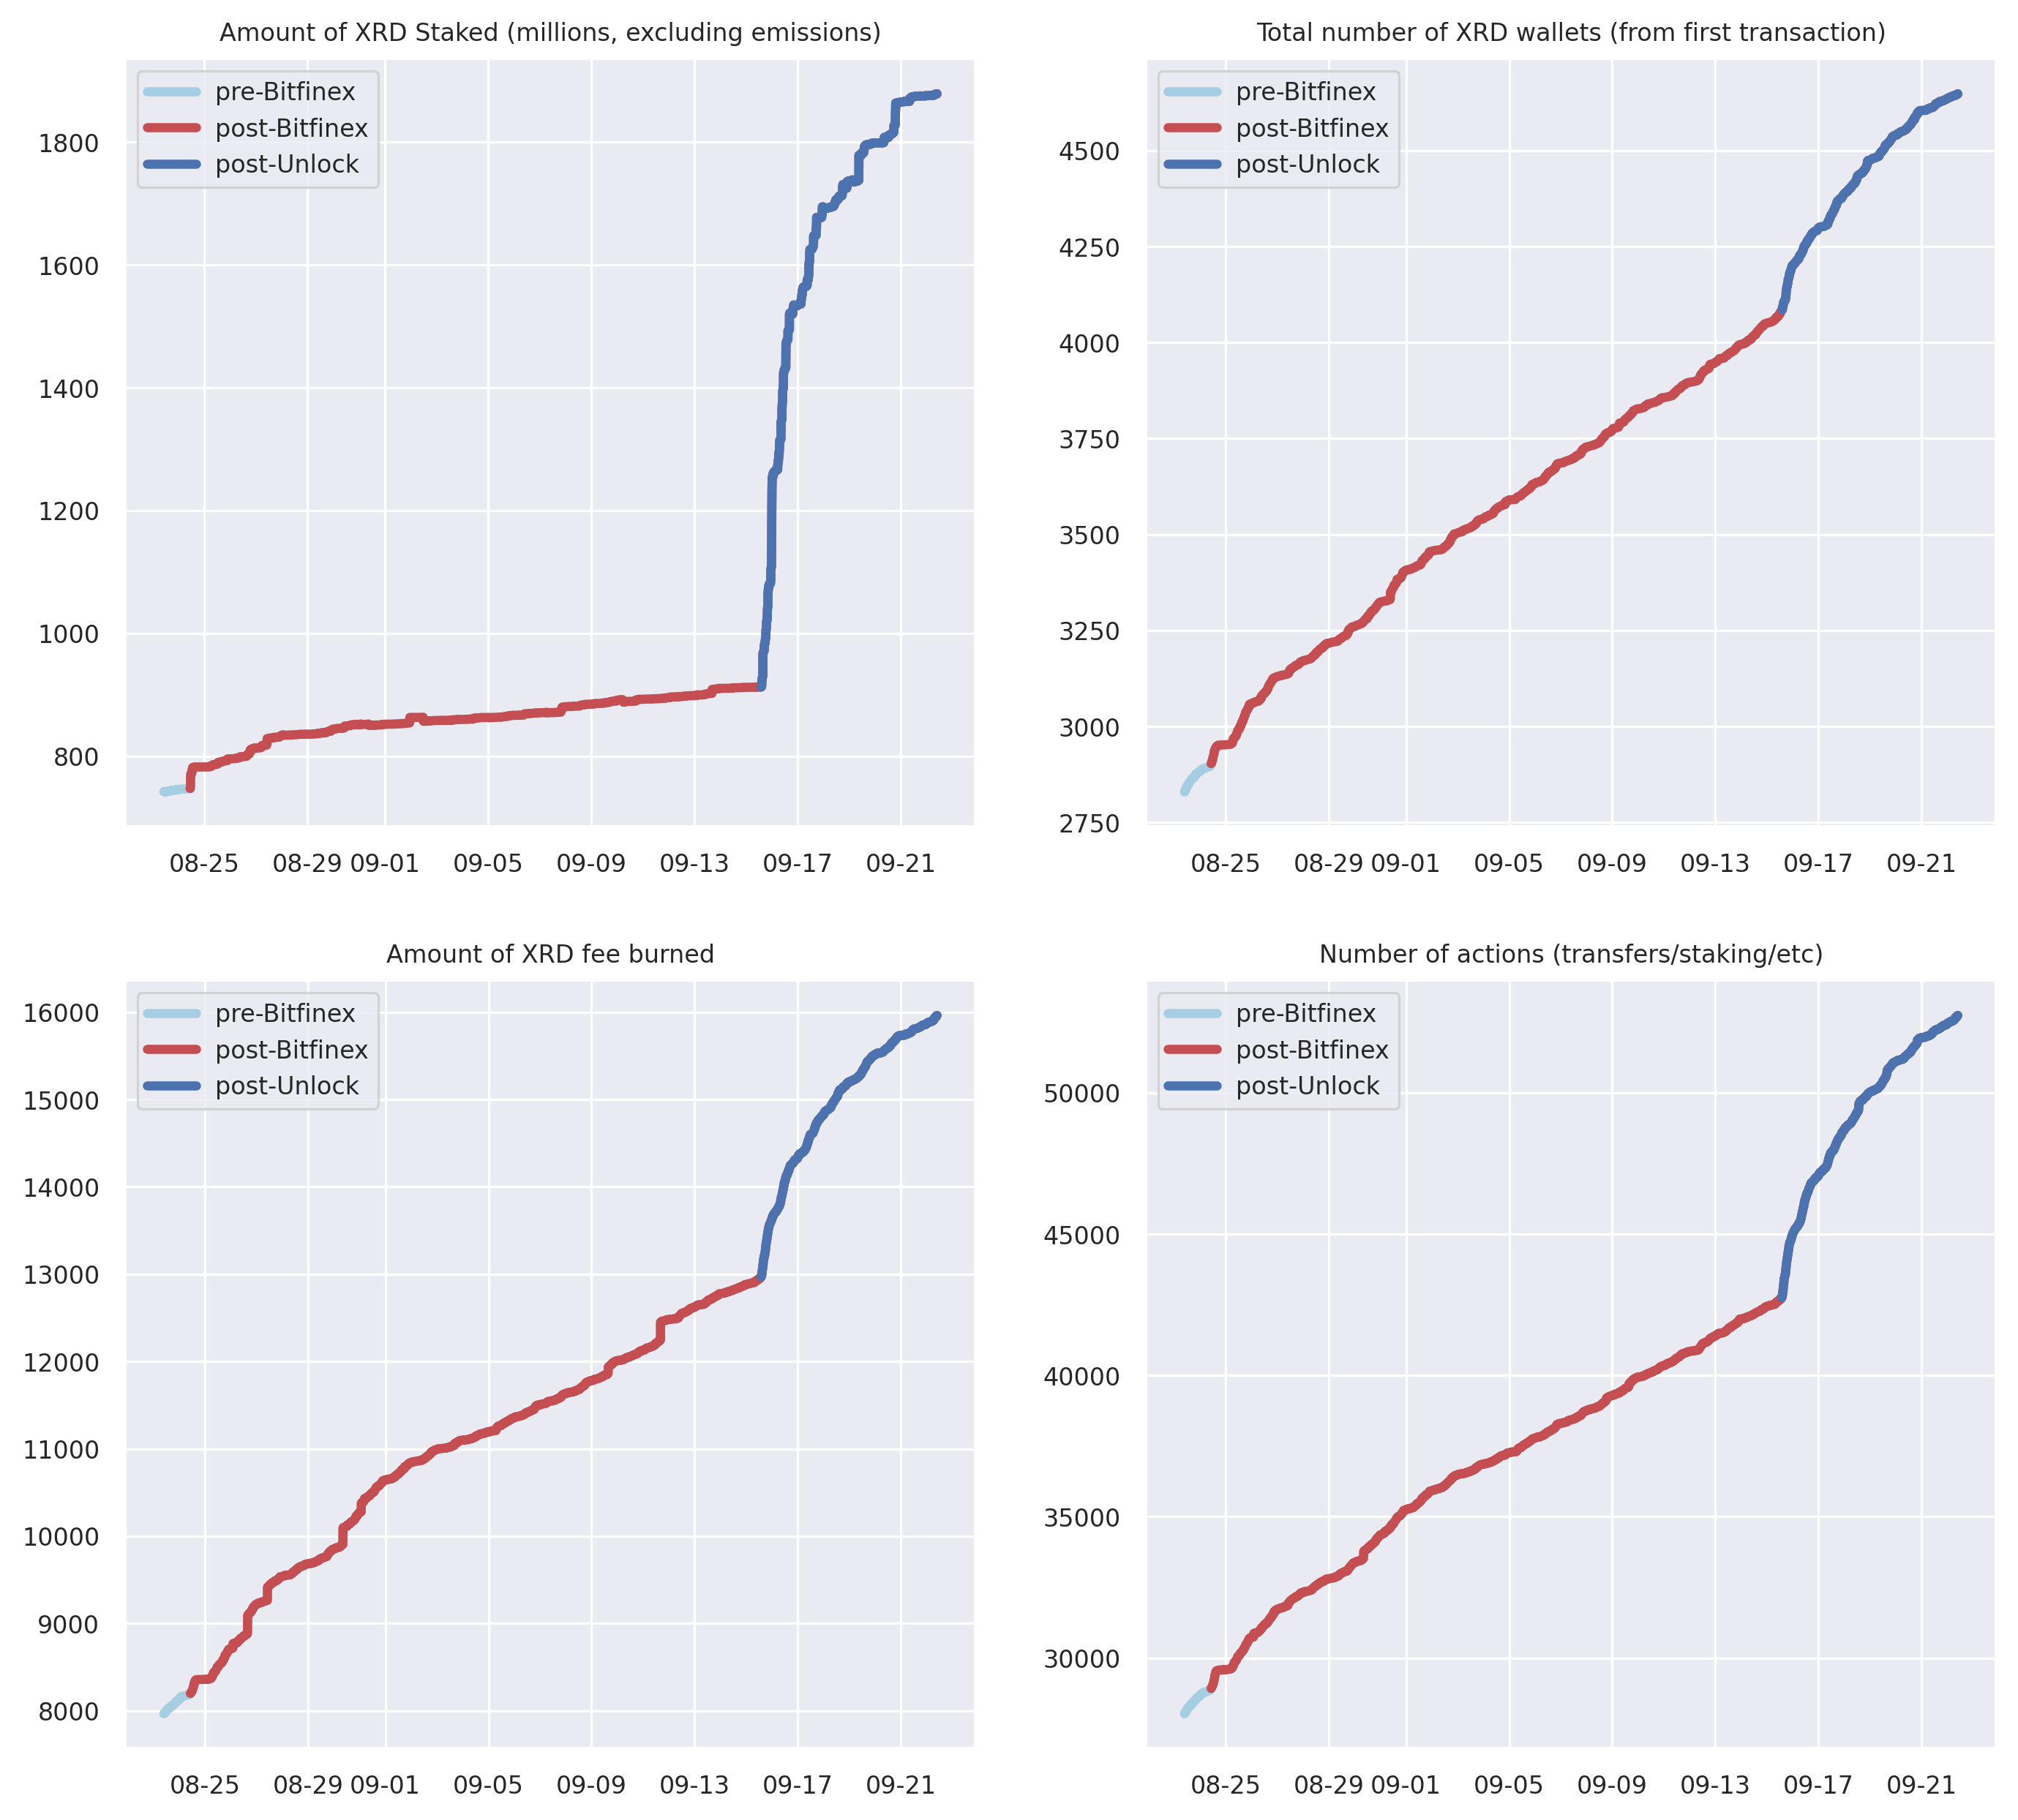 Amount of XRD Staked (millions, excluding emissions)
pre-Bitfinex
post-Bitfinex
post-Unlock
1800
1600
1400
1200
1000
800
08-25 08-29 09-01 09-05 09-09 09-13 09-17 09-21
Total number of XRD wallets (from first transaction)
pre-Bitfinex
post-Bitfinex
post-Unlock
4500
4250
4000
3750
3500
3250
3000
2750
08-25 08-29 09-01 09-05 09-09 09-13 09-17 09-21
Amount of XRD fee burned
pre-Bitfinex
post-Bitfinex
post-Unlock
16000
15000
14000
13000
12000
11000
10000
9000
8000
08-25 08-29 09-01 09-05 09-09 09-13 09-17 09-21
Number of actions (transfers/staking/etc)
pre-Bitfinex
post-Bitfinex
post-Unlock
50000
45000
40000
35000
30000
08-25 08-29 09-01 09-05 09-09 09-13 09-17 09-21